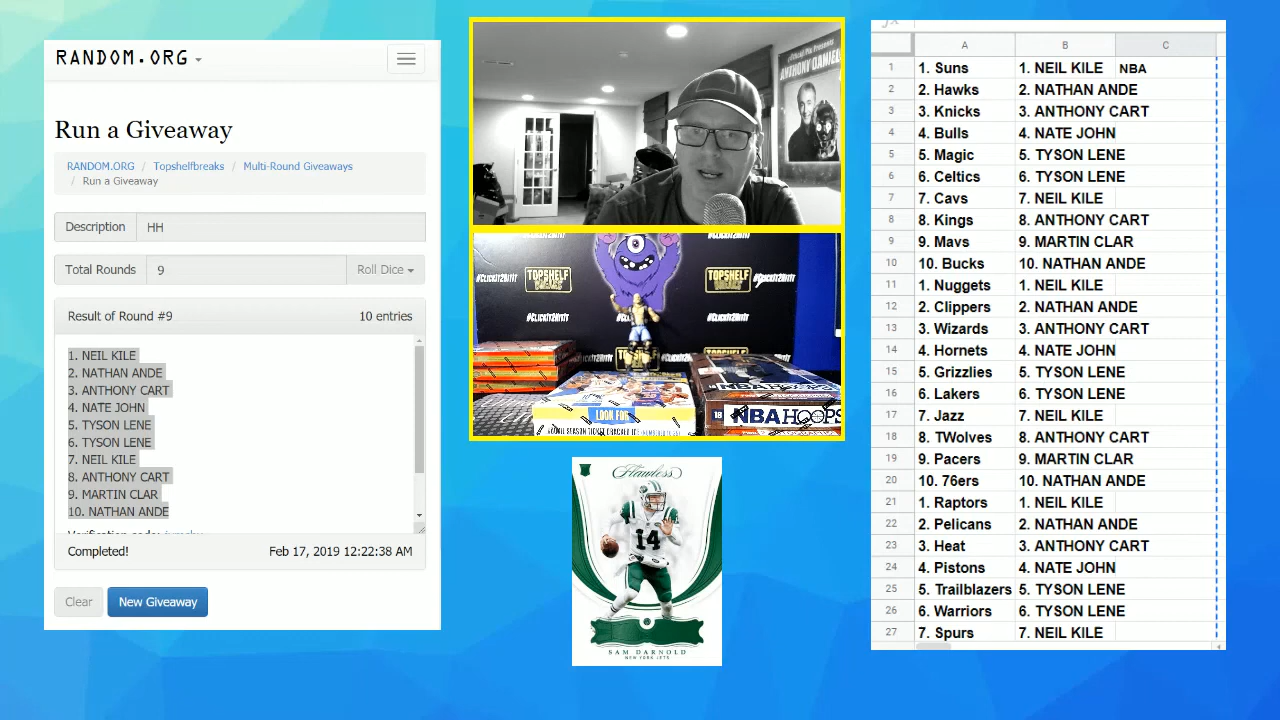 RANDOM.ORG
Run a Giveaway
RANDOM.ORG / Topshelfbreaks / Multi-Round Giveaways
/ Run a Giveaway
Description HH
Total Rounds 9 Roll Dice
Result of Round #9 10 entries
1. NEIL KILE
2. NATHAN ANDE
3. ANTHONY CART
4. NATE JOHN
5. TYSON LENE
6. TYSON LENE
7. NEIL KILE
8. ANTHONY CART
9. MARTIN CLAR
10. NATHAN ANDE
Completed! Feb 17, 2019 12:22:38 AM
Clear New Giveaway
Official Pix Presents
ANTHONY DANIEL
#CLICKIT2HITIT
TOPSHELF
BREAKS
#CLICKIT2HITIT
TOPSHELF
LOOK FOR
18 NBA HOOPS
Flawless
14
SAM DARNOLD
NEW YORK JETS
A B C
1 1. Suns 1. NEIL KILE NBA
2 2. Hawks 2. NATHAN ANDE
3 3. Knicks 3. ANTHONY CART
4 4. Bulls 4. NATE JOHN
5 5. Magic 5. TYSON LENE
6 6. Celtics 6. TYSON LENE
7 7. Cavs 7. NEIL KILE
8 8. Kings 8. ANTHONY CART
9 9. Mavs 9. MARTIN CLAR
10 10. Bucks 10. NATHAN ANDE
11 1. Nuggets 1. NEIL KILE
12 2. Clippers 2. NATHAN ANDE
13 3. Wizards 3. ANTHONY CART
14 4. Hornets 4. NATE JOHN
15 5. Grizzlies 5. TYSON LENE
16 6. Lakers 6. TYSON LENE
17 7. Jazz 7. NEIL KILE
18 8. TWolves 8. ANTHONY CART
19 9. Pacers 9. MARTIN CLAR
20 10. 76ers 10. NATHAN ANDE
21 1. Raptors 1. NEIL KILE
22 2. Pelicans 2. NATHAN ANDE
23 3. Heat 3. ANTHONY CART
24 4. Pistons 4. NATE JOHN
25 5. Trailblazers 5. TYSON LENE
26 6. Warriors 6. TYSON LENE
27 7. Spurs 7. NEIL KILE